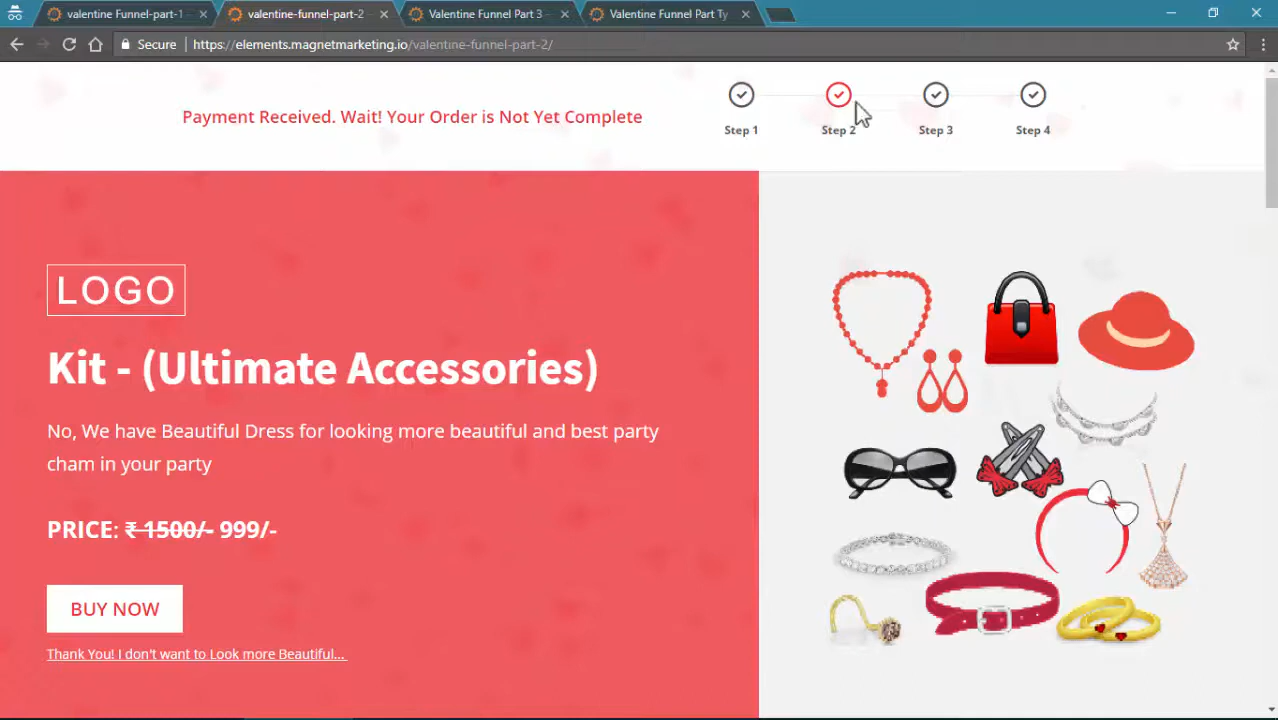 valentine Funnel-part-1
valentine-funnel-part-2
Valentine Funnel Part 3 -
Valentine Funnel Part Ty
Secure
https://elements.magnetmarketing.io/valentine-funnel-part-2/
Payment Received. Wait! Your Order is Not Yet Complete
Step 1
Step 2
Step 3
Step 4
LOGO
Kit - (Ultimate Accessories)
No, We have Beautiful Dress for looking more beautiful and best party
cham in your party
PRICE: ₹ 1500/- 999/-
BUY NOW
Thank You! I don't want to Look more Beautiful...